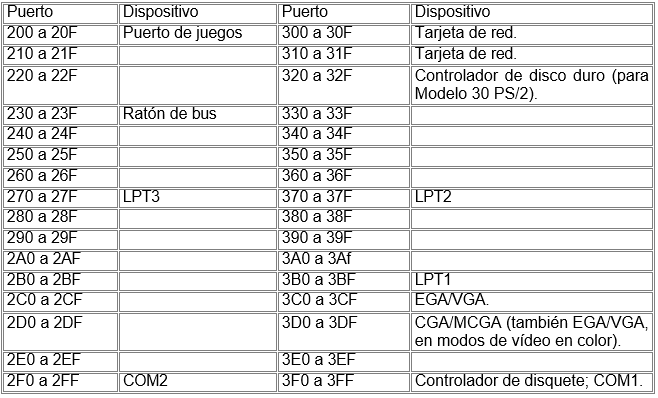 Puerto Dispositivo Puerto Dispositivo
200 a 20F Puerto de juegos 300 a 30F Tarjeta de red.
210 a 21F 310 a 31F Tarjeta de red.
220 a 22F 320 a 32F Controlador de disco duro (para
Modelo 30 PS/2).
230 a 23F Ratón de bus 330 a 33F
240 a 24F 340 a 34F
250 a 25F 350 a 35F
260 a 26F 360 a 36F
270 a 27F LPT3 370 a 37F LPT2
280 a 28F 380 a 38F
290 a 29F 390 a 39F
2A0 a 2AF 3A0 a 3Af
2B0 a 2BF 3B0 a 3BF LPT1
2C0 a 2CF 3C0 a 3CF EGA/VGA.
2D0 a 2DF 3D0 a 3DF CGA/MCGA (también EGA/VGA,
en modos de vídeo en color).
2E0 a 2EF 3E0 a 3EF
2F0 a 2FF COM2 3F0 a 3FF Controlador de disquete; COM1.